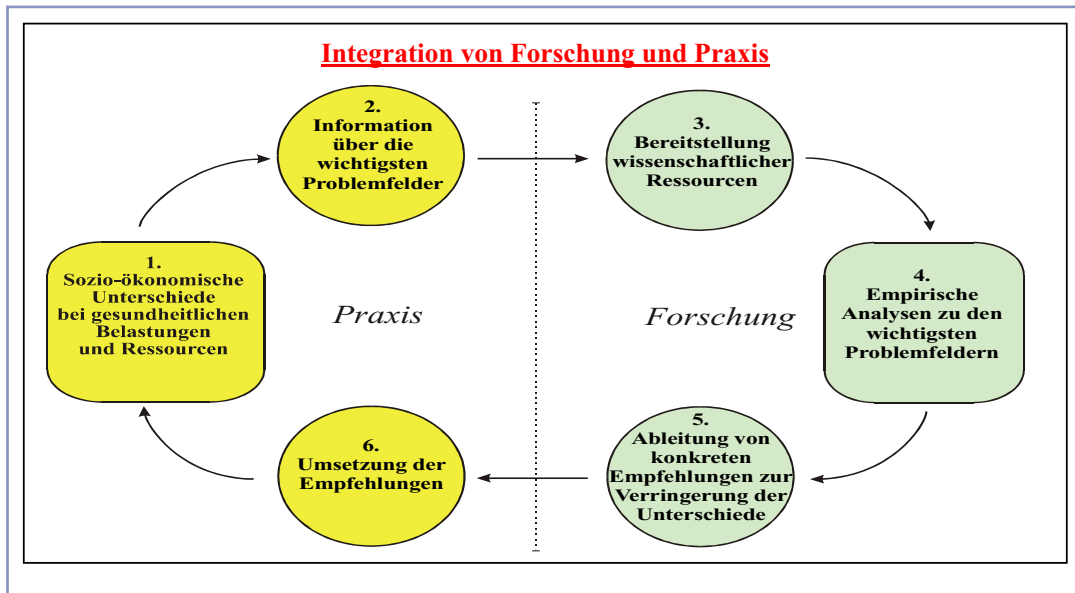 Integration von Forschung und Praxis
1.
Sozio-ökonomische
Unterschiede
bei gesundheitlichen
Belastungen
und Ressourcen
2.
Information
über die
wichtigsten
Problemfelder
3.
Bereitstellung
wissenschaftlicher
Ressourcen
4.
Empirische
Analysen zu den
wichtigsten
Problemfeldern
5.
Ableitung von
konkreten
Empfehlungen zur
Verringerung der
Unterschiede
6.
Umsetzung der
Empfehlungen
Praxis
Forschung